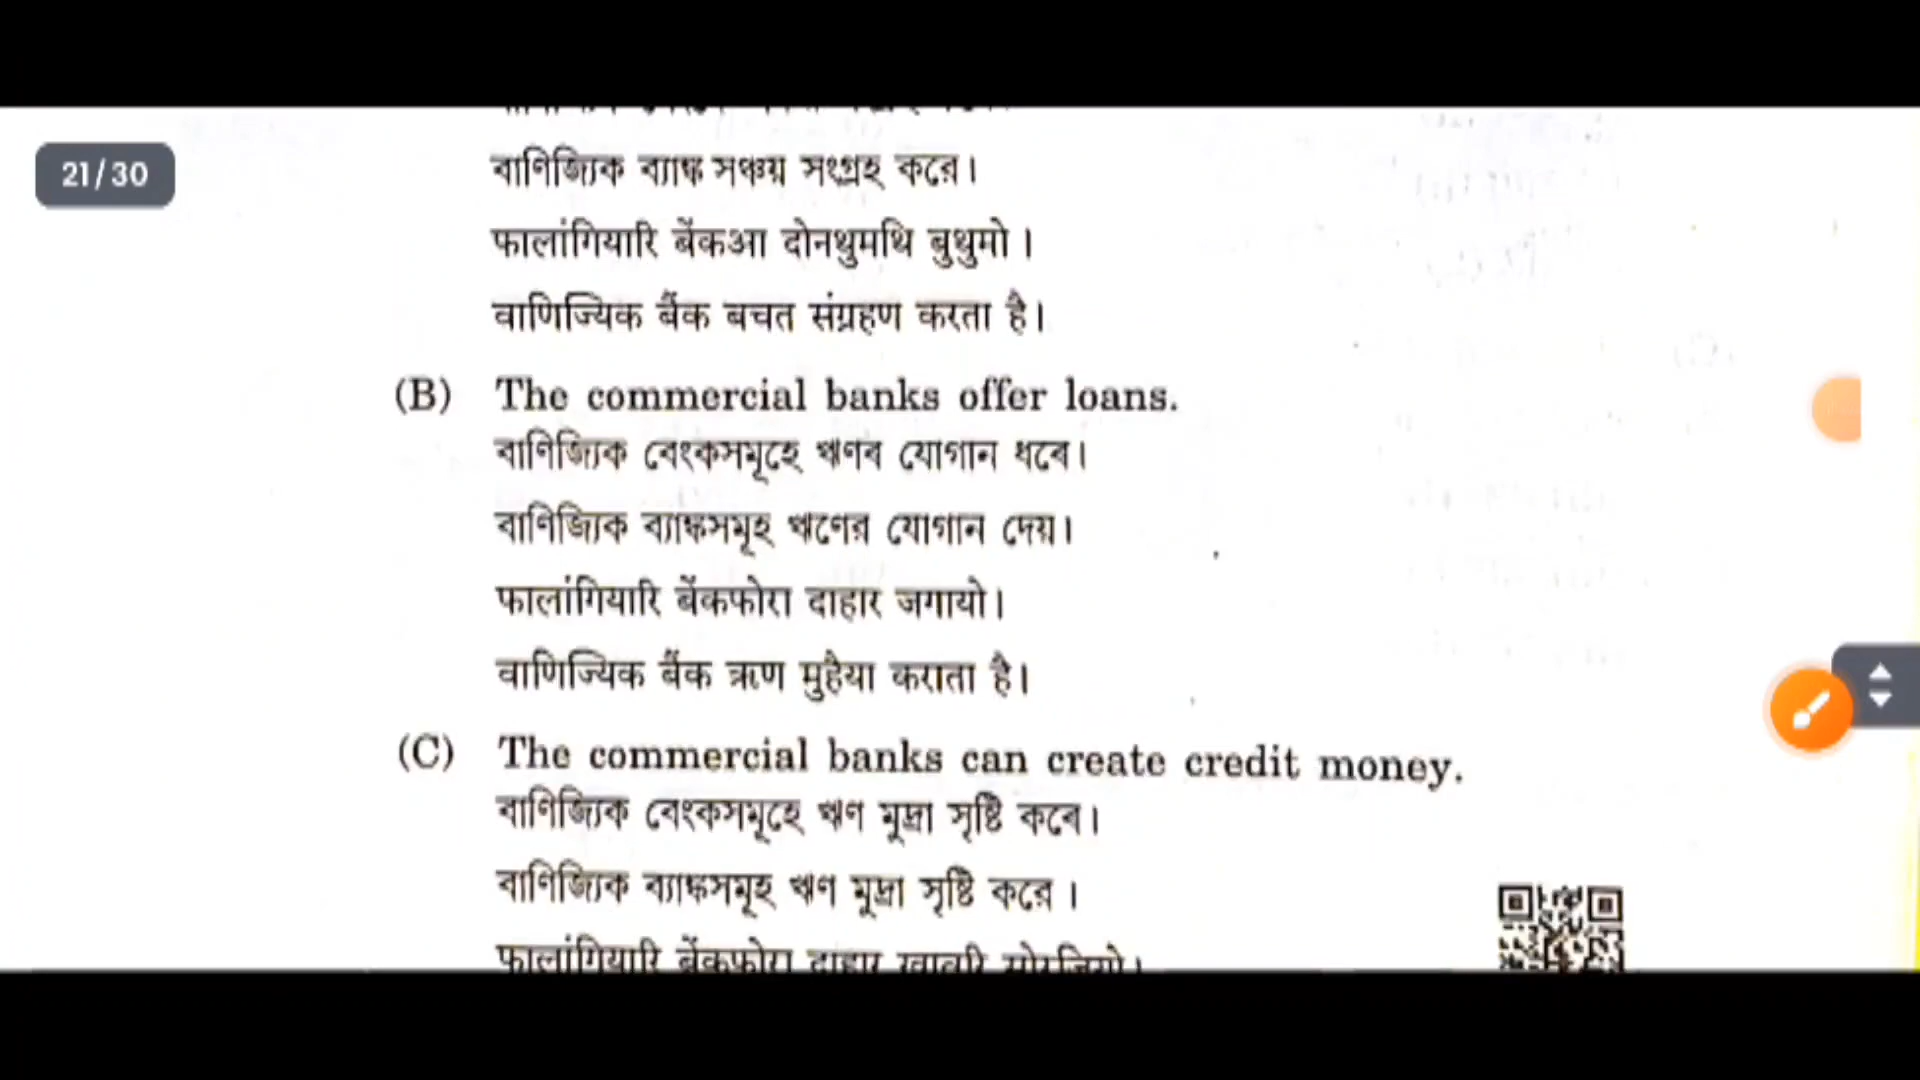 21/30
বাণিজ্যিক ব্যাঙ্ক সঞ্চয় সংগ্রহ করে।
फालांगियारि बेंकआ दोनथुमथि बुथुमो।
वाणिज्यिक बैंक बचत संग्रहण करता है।
(B) The commercial banks offer loans.
বাণিজ্যিক বেংকসমূহে ঋণৰ যোগান ধৰে।
বাণিজ্যিক ব্যাঙ্কসমূহ ঋণের যোগান দেয়।
फालांगियारि बेंकफोरा दाहार जगायो।
वाणिज्यिक बैंक ऋण मुहैया कराता है।
(C) The commercial banks can create credit money.
বাণিজ্যিক বেংকসমূহে ঋণ মুদ্ৰা সৃষ্টি কৰে।
বাণিজ্যিক ব্যাঙ্কসমূহ ঋণ মুদ্রা সৃষ্টি করে।
फालांगियारि बेंकफोरा दाहार